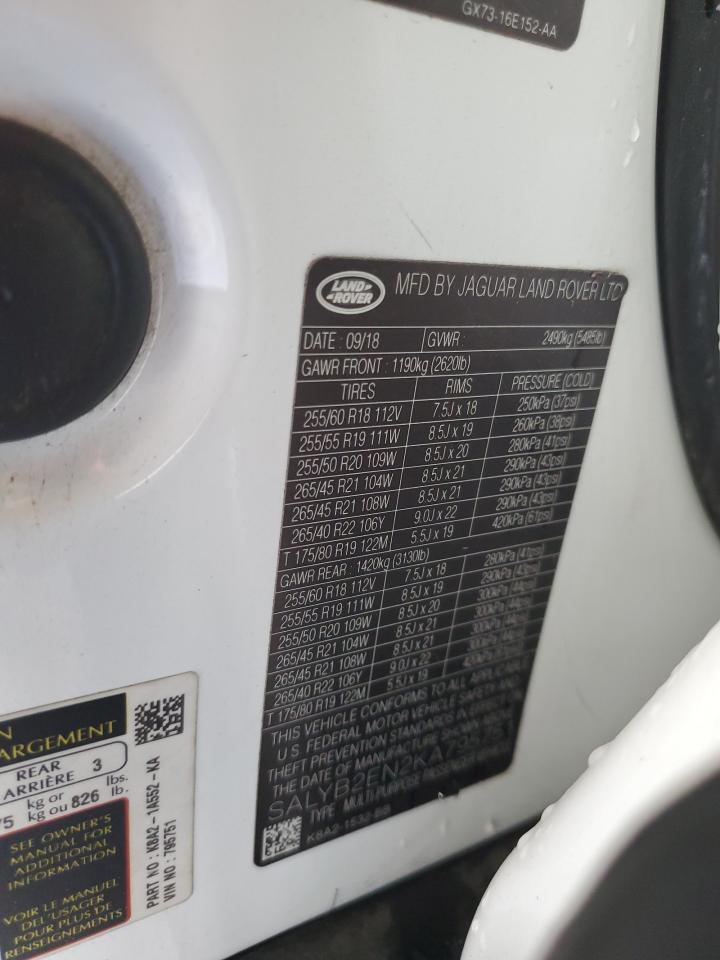 GX73-16E152-AA
LAND ROVER
MFD BY JAGUAR LAND ROVER LTD
DATE : 09/18 GVWR : 2490kg (5485lb)
GAWR FRONT : 1190kg (2620lb)
TIRES RIMS PRESSURE (COLD)
255/60 R18 112V 7.5J x 18 250kPa (37psi)
255/55 R19 111W 8.5J x 19 260kPa (38psi)
255/50 R20 109W 8.5J x 20 280kPa (41psi)
265/45 R21 104W 8.5J x 21 290kPa (43psi)
265/45 R21 108W 8.5J x 21 290kPa (43psi)
265/40 R22 106Y 9.0J x 22 290kPa (43psi)
T 175/80 R19 122M 5.5J x 19 420kPa (61psi)
GAWR REAR : 1420kg (3130lb)
255/60 R18 112V 7.5J x 18 280kPa (41psi)
255/55 R19 111W 8.5J x 19 290kPa (43psi)
255/50 R20 109W 8.5J x 20 300kPa (44psi)
265/45 R21 104W 8.5J x 21 300kPa (44psi)
265/45 R21 108W 8.5J x 21 300kPa (44psi)
265/40 R22 106Y 9.0J x 22 300kPa (44psi)
T 175/80 R19 122M 5.5J x 19 420kPa (61psi)
THIS VEHICLE CONFORMS TO ALL APPLICABLE
U S FEDERAL MOTOR VEHICLE SAFETY AND
THEFT PREVENTION STANDARDS IN EFFECT ON
THE DATE OF MANUFACTURE SHOWN ABOVE
SALYB2EN2KA795751
TYPE MULTI-PURPOSE PASSENGER VEHICLE
K8A2-1532-BB
N
ARGEMENT
REAR
ARRIÈRE 3
5 kg or lbs.
kg ou 826 lb.
SEE OWNER'S
MANUAL FOR
ADDITIONAL
INFORMATION
VOIR LE MANUEL
DE L'USAGER
POUR PLUS DE
RENSEIGNEMENTS
PART NO : K8A2 - 1A552 - KA
VIN NO : 795751